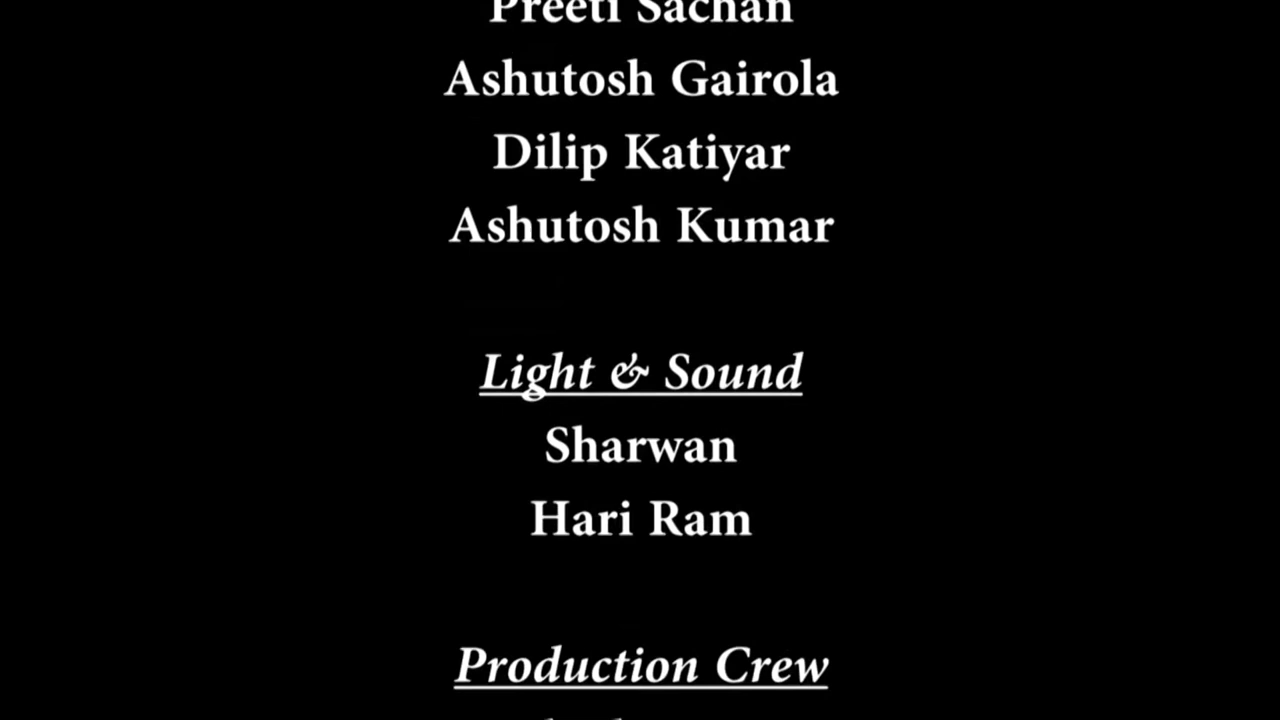 Preeti Sachan
Ashutosh Gairola
Dilip Katiyar
Ashutosh Kumar
Light & Sound
Sharwan
Hari Ram
Production Crew